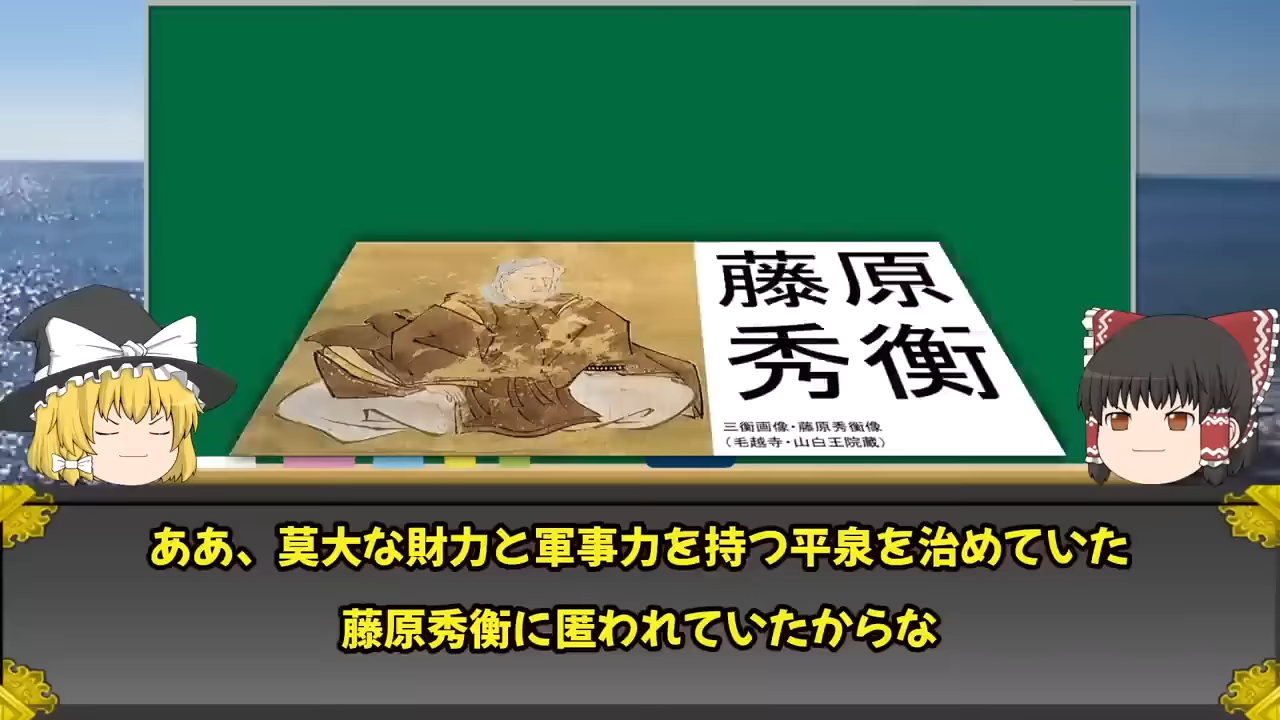 藤原
秀衡
三衡画像・藤原秀衡像
（毛越寺・山白王院蔵）
ああ、莫大な財力と軍事力を持つ平泉を治めていた
藤原秀衡に匿われていたからな